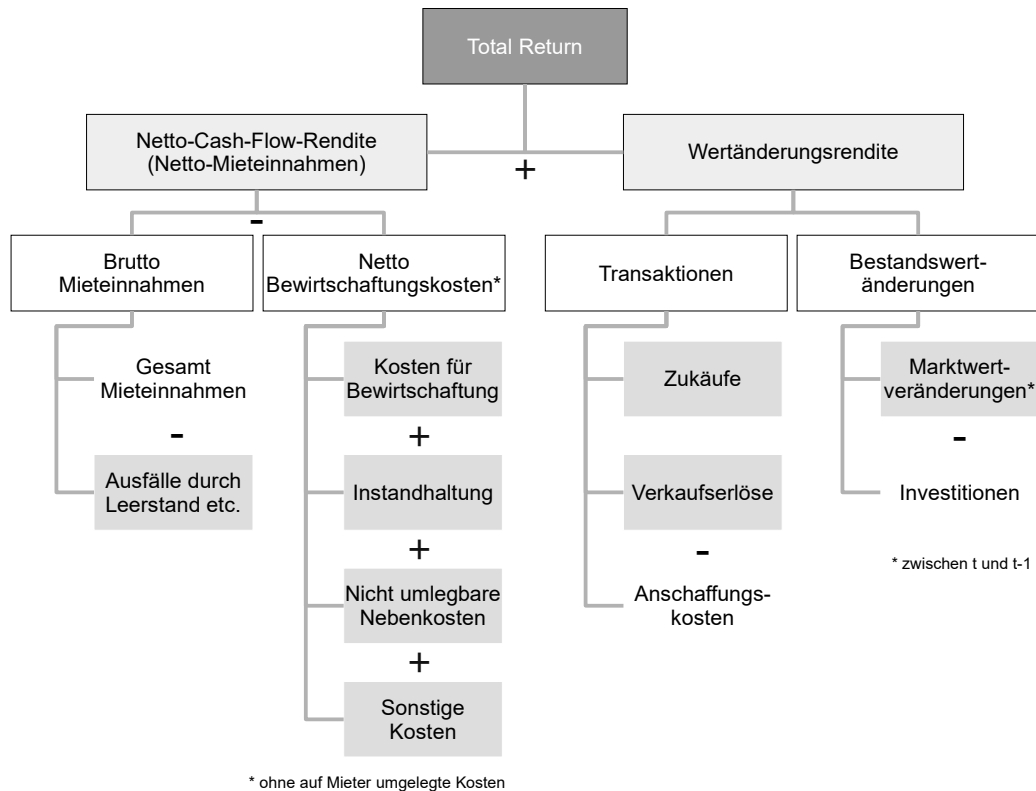 Total Return
Netto-Cash-Flow-Rendite
(Netto-Mieteinnahmen)
+
Wertänderungsrendite
-
Brutto
Mieteinnahmen
Netto
Bewirtschaftungskosten*
Transaktionen
Bestandswert-
änderungen
Gesamt
Mieteinnahmen
-
Ausfälle durch
Leerstand etc.
Kosten für
Bewirtschaftung
+
Instandhaltung
+
Nicht umlegbare
Nebenkosten
+
Sonstige
Kosten
* ohne auf Mieter umgelegte Kosten
Zukäufe
Verkaufserlöse
-
Anschaffungs-
kosten
Marktwert-
veränderungen*
-
Investitionen
* zwischen t und t-1